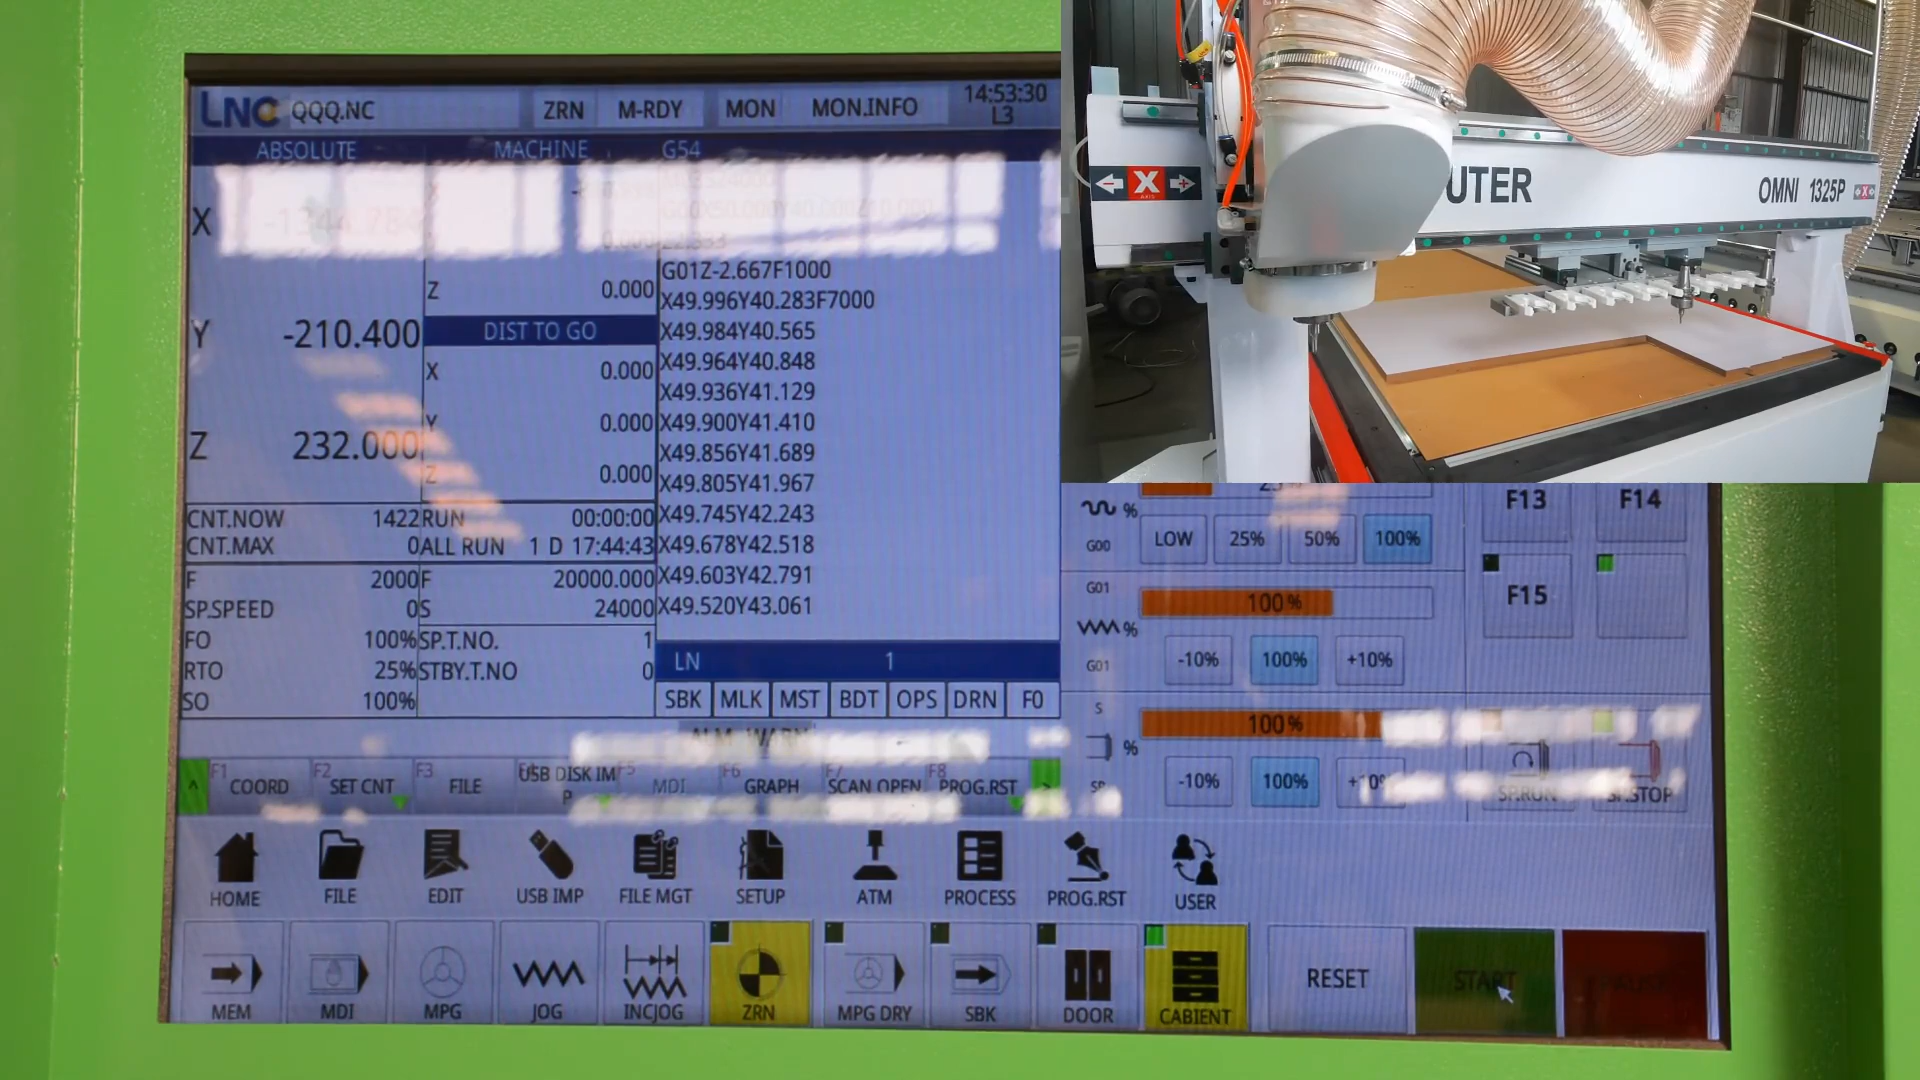 LNC QQQ.NC ZRN M-RDY MON MON.INFO 14:53:30
L3
ABSOLUTE MACHINE G54
X
Y -210.400
Z 232.000
Z 0.000
DIST TO GO
X 0.000
Y 0.000
Z 0.000
G01Z-2.667F1000
X49.996Y40.283F7000
X49.984Y40.565
X49.964Y40.848
X49.936Y41.129
X49.900Y41.410
X49.856Y41.689
X49.805Y41.967
X49.745Y42.243
X49.678Y42.518
X49.603Y42.791
X49.520Y43.061
CNT.NOW 1422 RUN 00:00:00
CNT.MAX 0 ALL RUN 1 D 17:44:43
F 2000 F 20000.000
SP.SPEED 0 S 24000
FO 100% SP.T.NO. 1
RTO 25% STBY.T.NO 0
SO 100%
LN 1
SBK MLK MST BDT OPS DRN F0
F1 COORD F2 SET CNT F3 FILE USB DISK IM
P F5 MDI F6 GRAPH F7 SCAN OPEN F8 PROG.RST
HOME FILE EDIT USB IMP FILE MGT SETUP ATM PROCESS PROG.RST USER
MEM MDI MPG JOG INCJOG ZRN MPG DRY SBK DOOR CABIENT RESET START
X AXIS
UTER OMNI 1325P
%
G00 LOW 25% 50% 100%
G01 100%
%
G01 -10% 100% +10%
S 100%
%
SP -10% 100% +10%
F13 F14
F15
SP.RUN SP.STOP